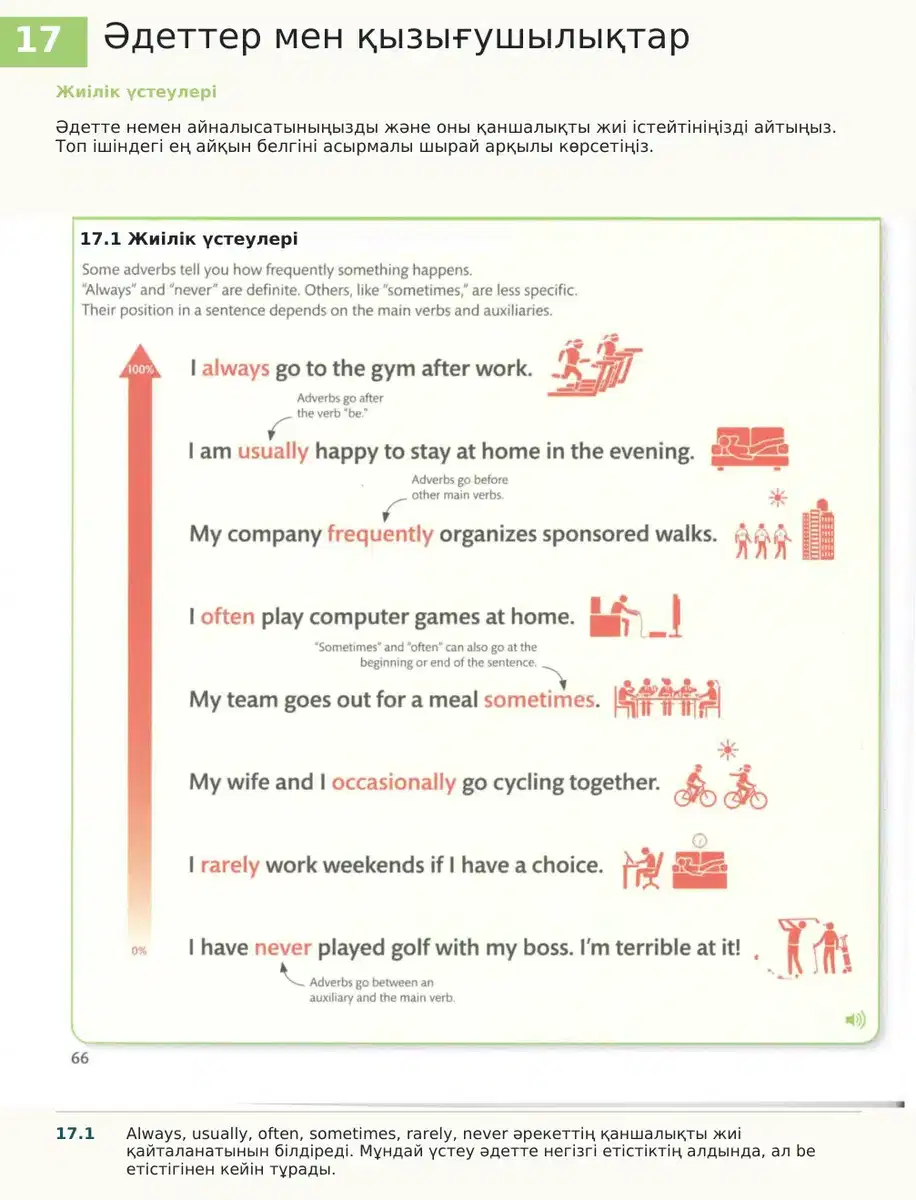 17 Әдеттер мен қызығушылықтар
Жиілік үстеулері
Әдетте немен айналысатыныңызды және оны қаншалықты жиі істейтініңізді айтыңыз.
Топ ішіндегі ең айқын белгіні асырмалы шырай арқылы көрсетіңіз.
17.1 Жиілік үстеулері
Some adverbs tell you how frequently something happens.
"Always" and "never" are definite. Others, like "sometimes," are less specific.
Their position in a sentence depends on the main verbs and auxiliaries.
100%
I always go to the gym after work.
Adverbs go after
the verb "be."
I am usually happy to stay at home in the evening.
Adverbs go before
other main verbs.
My company frequently organizes sponsored walks.
I often play computer games at home.
"Sometimes" and "often" can also go at the
beginning or end of the sentence.
My team goes out for a meal sometimes.
My wife and I occasionally go cycling together.
I rarely work weekends if I have a choice.
0%
I have never played golf with my boss. I'm terrible at it!
Adverbs go between an
auxiliary and the main verb.
66
17.1 Always, usually, often, sometimes, rarely, never әрекеттің қаншалықты жиі
қайталанатынын білдіреді. Мұндай үстеу әдетте негізгі етістіктің алдында, ал be
етістігінен кейін тұрады.